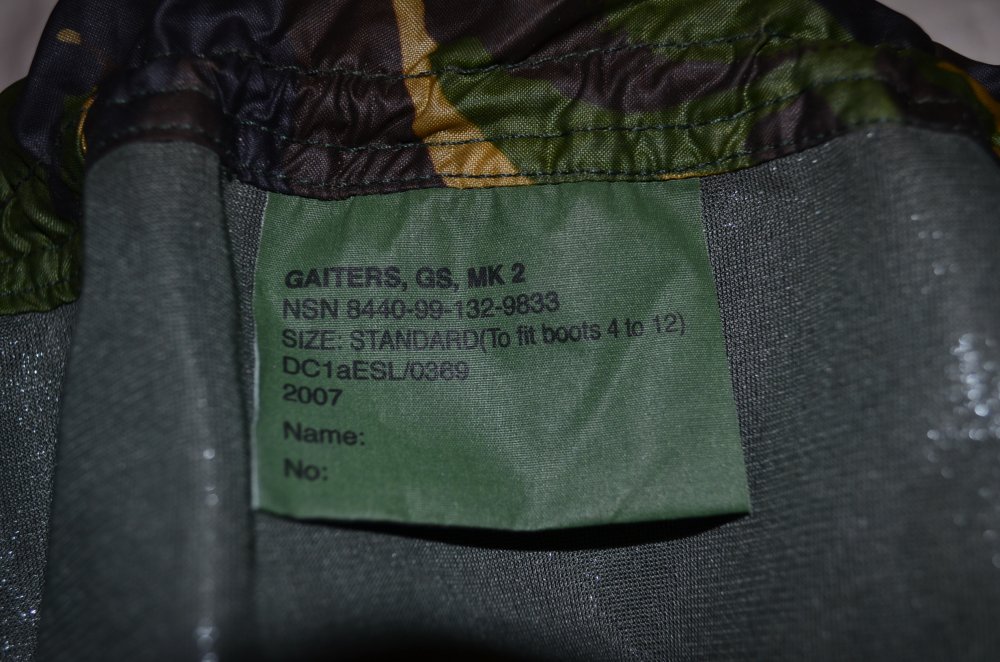 GAITERS, GS, MK 2
NSN 8440-99-132-9833
SIZE: STANDARD(To fit boots 4 to 12)
DC1aESL/0369
2007
Name:
No: